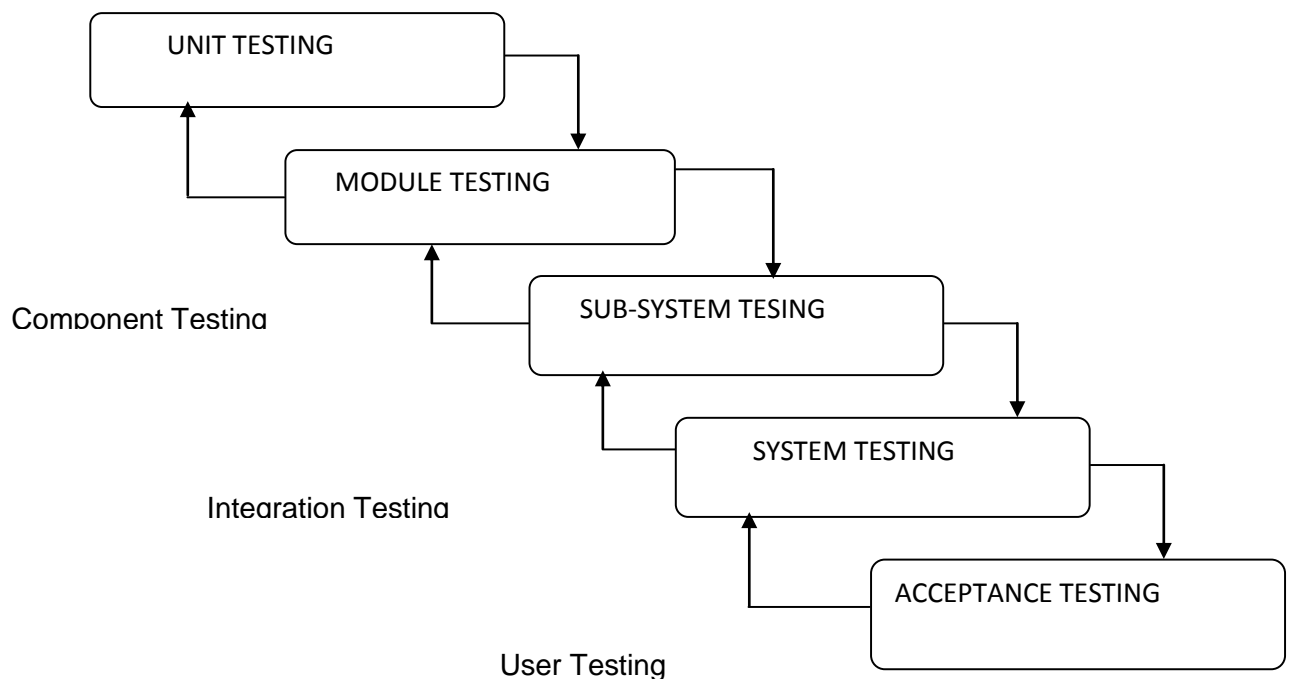 UNIT TESTING
MODULE TESTING
SUB-SYSTEM TESING
Component Testing
SYSTEM TESTING
Integration Testing
ACCEPTANCE TESTING
User Testing